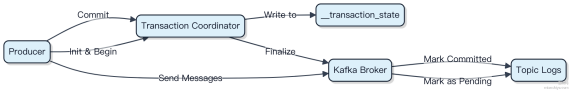 Commit
Transaction Coordinator
Write to
__transaction_state
Producer
Init & Begin
Finalize
Send Messages
Kafka Broker
Mark Committed
Mark as Pending
Topic Logs